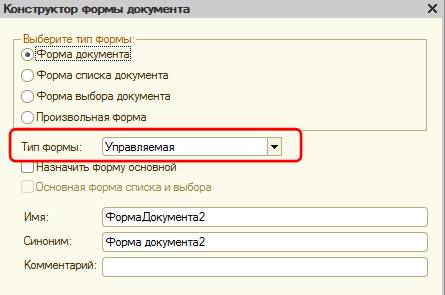 Конструктор формы документа
Выберите тип формы:
Форма документа
Форма списка документа
Форма выбора документа
Произвольная форма
Тип формы: Управляемая
Назначить форму основной
Основная форма списка и выбора
Имя: ФормаДокумента2
Синоним: Форма документа2
Комментарий: